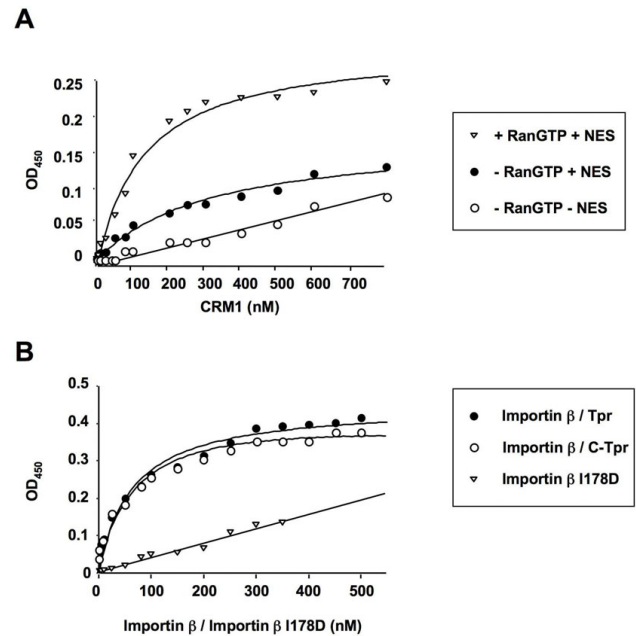 A
0.25
0.2
0.15
0.1
0.05
0
OD450
0 100 200 300 400 500 600 700
CRM1 (nM)
+ RanGTP + NES
- RanGTP + NES
- RanGTP - NES
B
0.5
0.4
0.3
0.2
0.1
0
OD450
0 100 200 300 400 500
Importin β / Importin β I178D (nM)
Importin β / Tpr
Importin β / C-Tpr
Importin β I178D